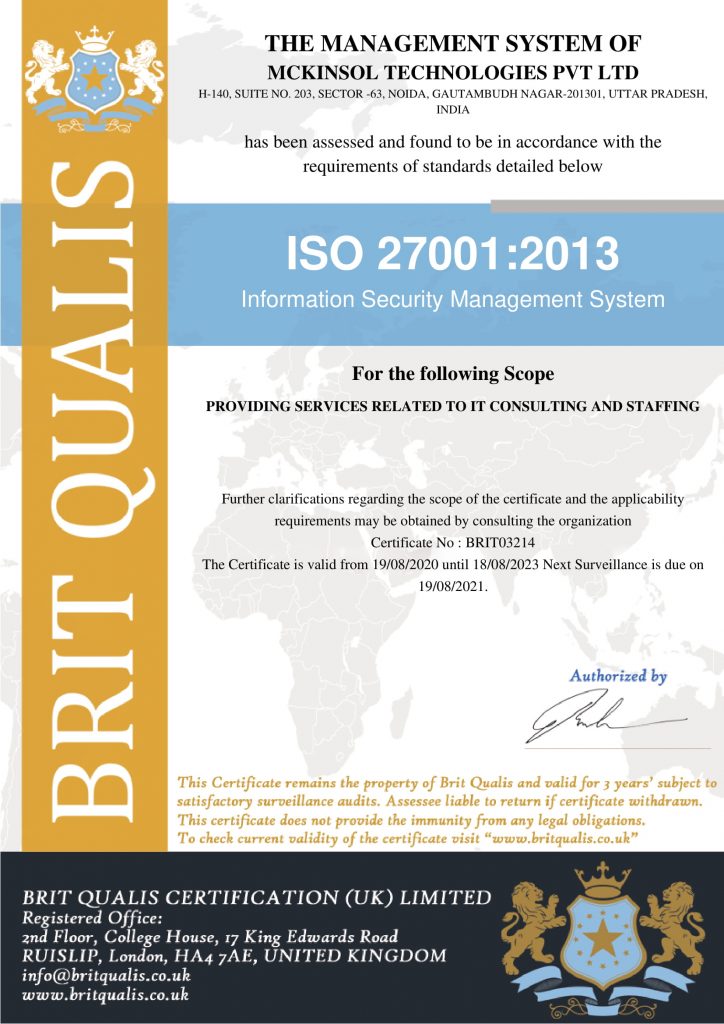 BRIT QUALIS
THE MANAGEMENT SYSTEM OF
MCKINSOL TECHNOLOGIES PVT LTD
H-140, SUITE NO. 203, SECTOR -63, NOIDA, GAUTAMBUDH NAGAR-201301, UTTAR PRADESH,
INDIA
has been assessed and found to be in accordance with the
requirements of standards detailed below
ISO 27001:2013
Information Security Management System
For the following Scope
PROVIDING SERVICES RELATED TO IT CONSULTING AND STAFFING
Further clarifications regarding the scope of the certificate and the applicability
requirements may be obtained by consulting the organization
Certificate No : BRIT03214
The Certificate is valid from 19/08/2020 until 18/08/2023 Next Surveillance is due on
19/08/2021.
Authorized by
This Certificate remains the property of Brit Qualis and valid for 3 years' subject to
satisfactory surveillance audits. Assessee liable to return if certificate withdrawn.
This certificate does not provide the immunity from any legal obligations.
To check current validity of the certificate visit "www.britqualis.co.uk"
BRIT QUALIS CERTIFICATION (UK) LIMITED
Registered Office:
2nd Floor, College House, 17 King Edwards Road
RUISLIP, London, HA4 7AE, UNITED KINGDOM
info@britqualis.co.uk
www.britqualis.co.uk